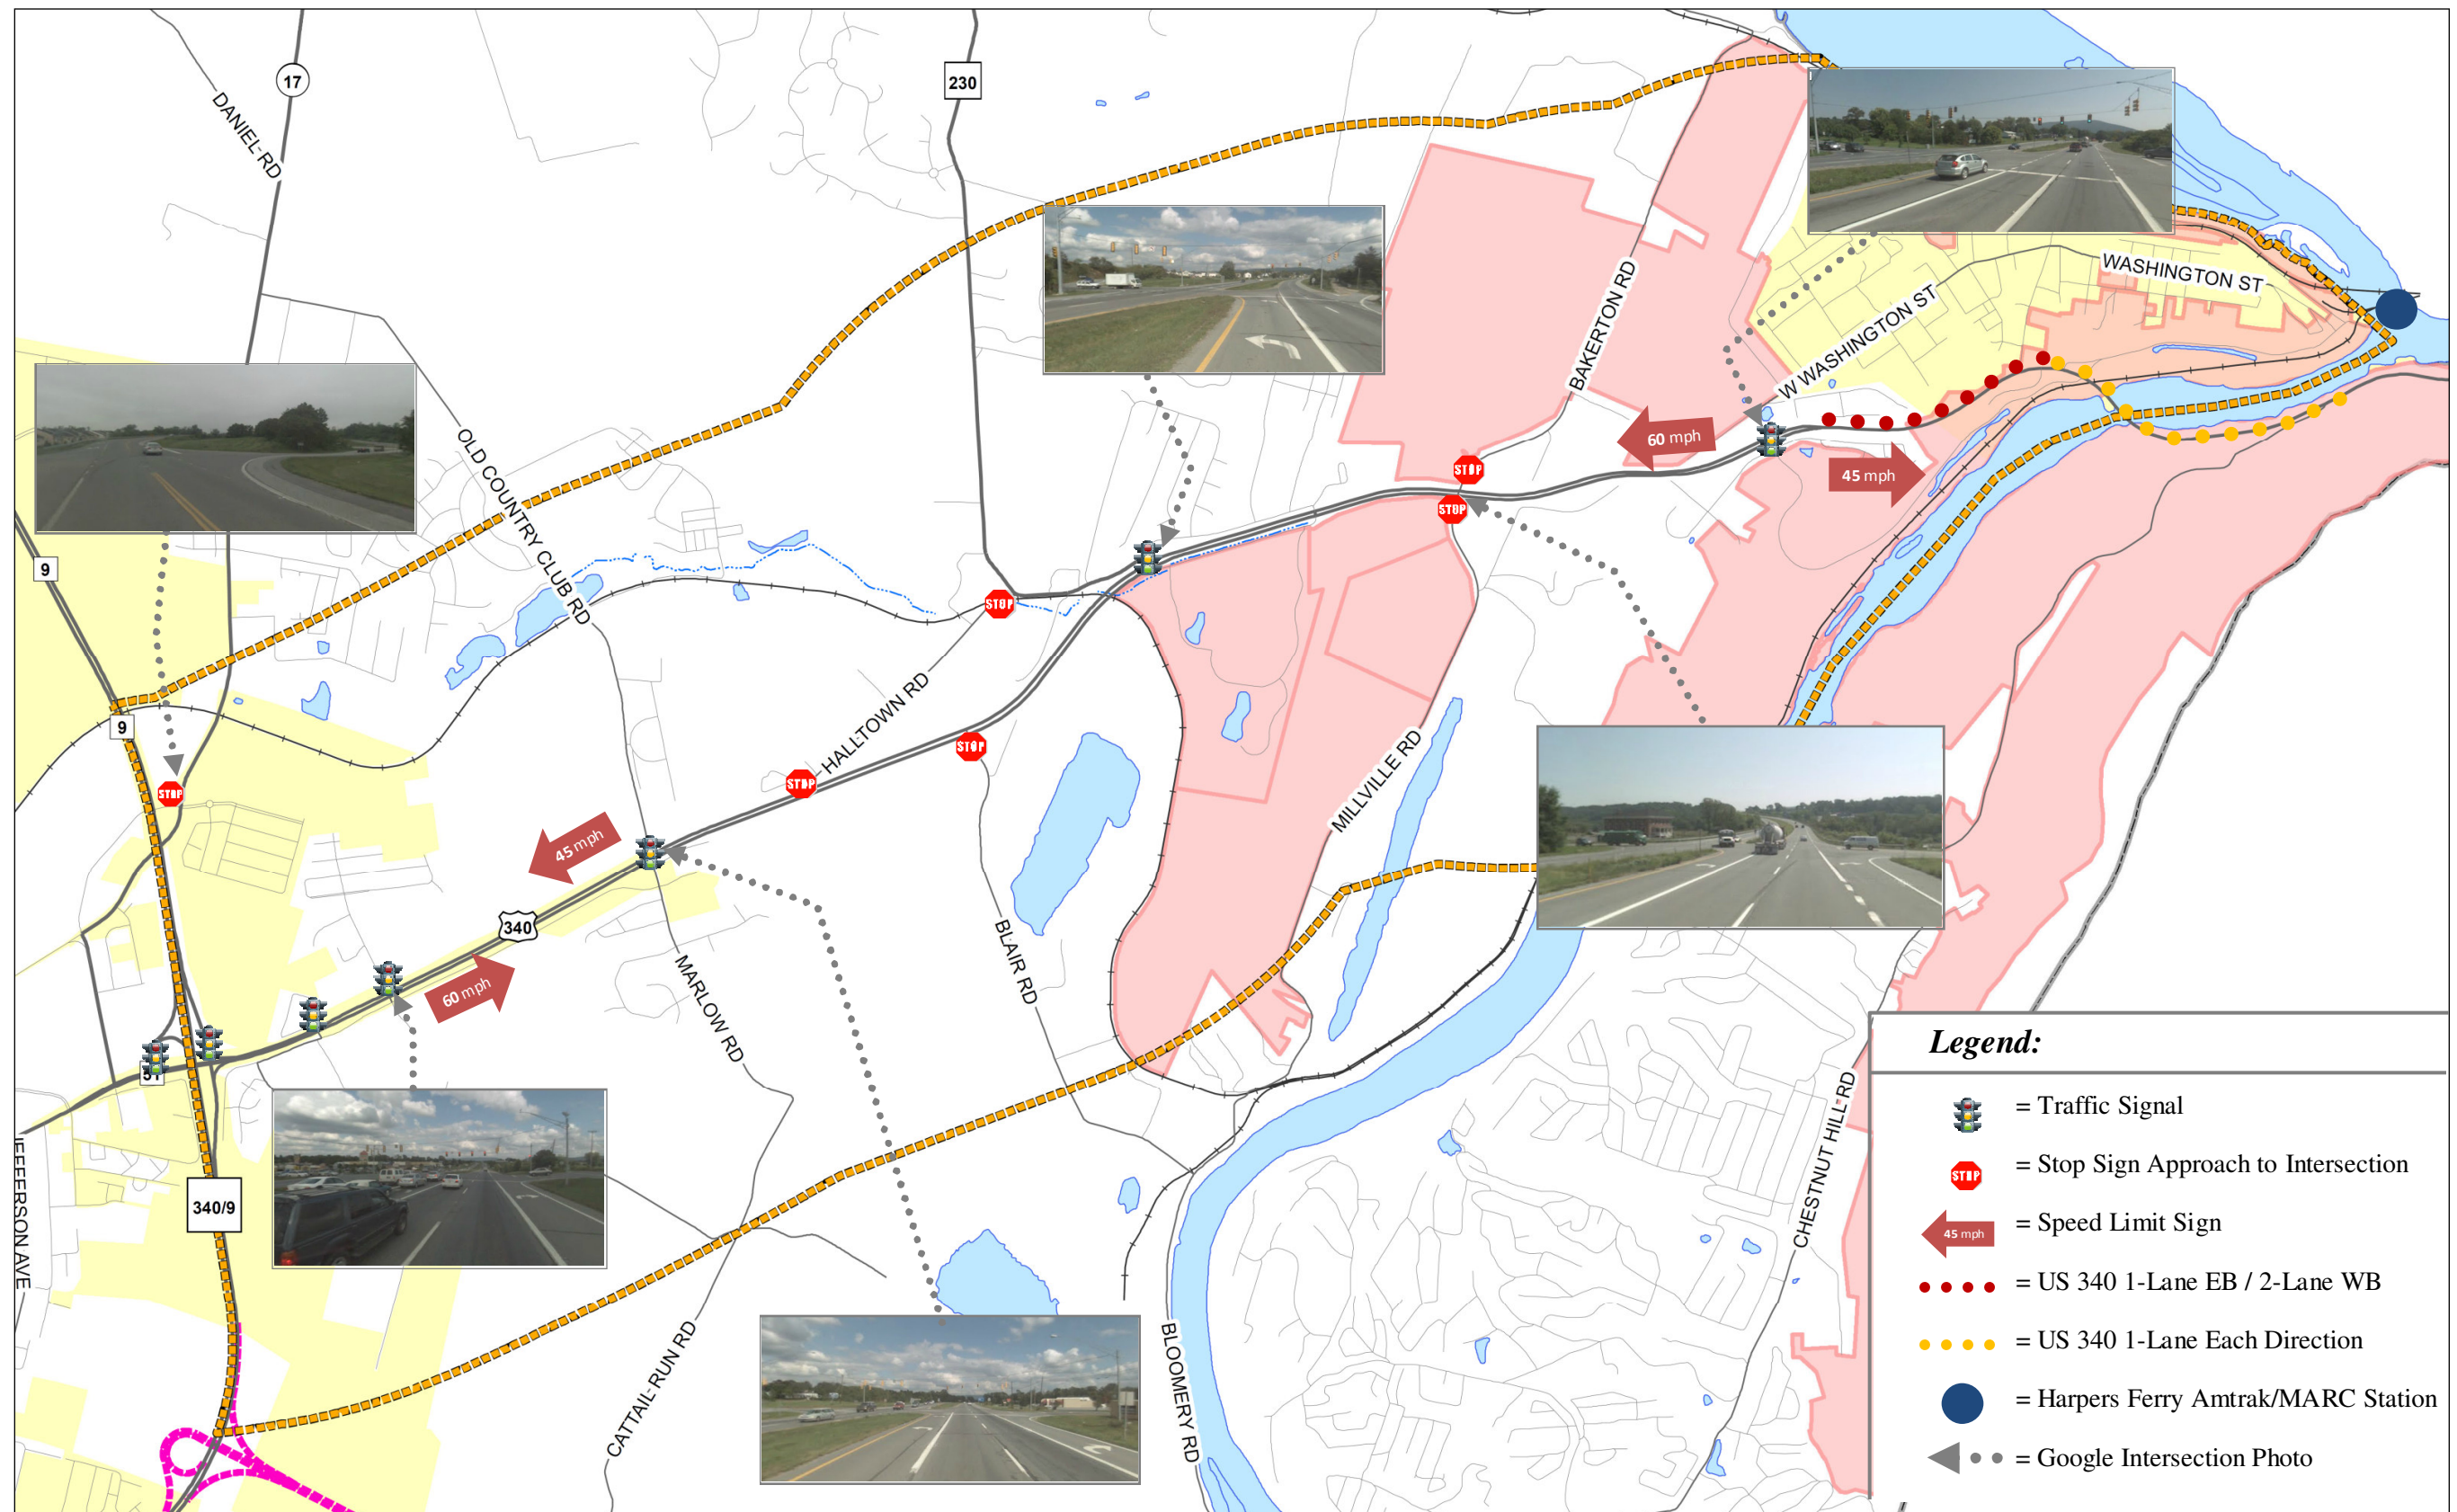 17
230
DANIEL RD
WASHINGTON ST
BAKERTON RD
W WASHINGTON ST
60 mph
45 mph
OLD COUNTRY CLUB RD
9
STOP
STOP
STOP
9
HALLTOWN RD
STOP
STOP
STOP
MILLVILLE RD
45 mph
340
60 mph
BLAIR RD
MARLOW RD
51
340/9
JEFFERSON AVE
CHESTNUT HILL RD
CATTAIL RUN RD
BLOOMERY RD
Legend:
= Traffic Signal
STOP = Stop Sign Approach to Intersection
45 mph = Speed Limit Sign
= US 340 1-Lane EB / 2-Lane WB
= US 340 1-Lane Each Direction
= Harpers Ferry Amtrak/MARC Station
= Google Intersection Photo